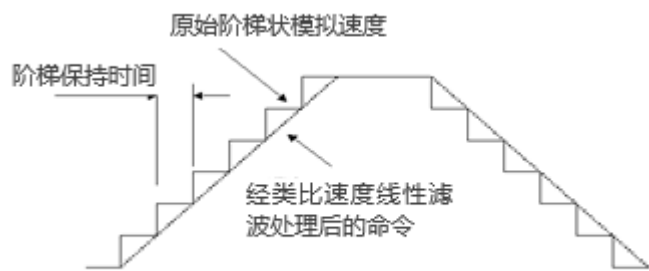 原始阶梯状模拟速度
阶梯保持时间
经类比速度线性滤
波处理后的命令